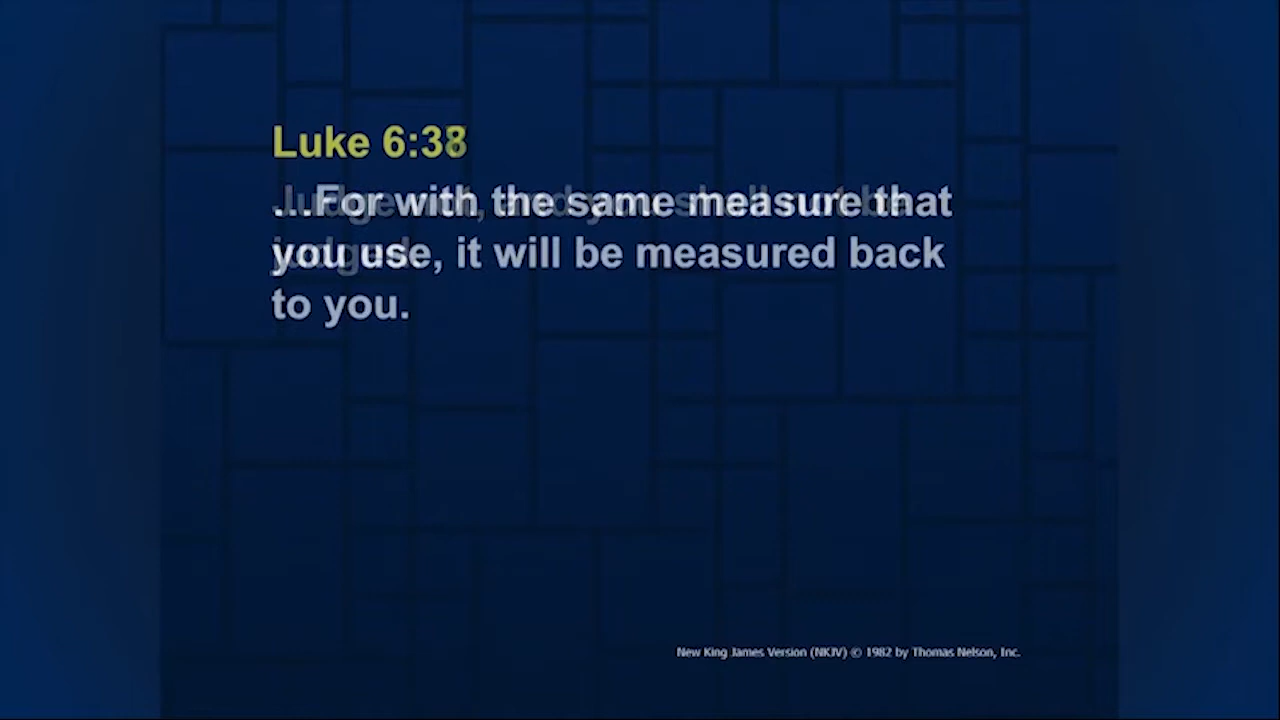 Luke 6:38
...For with the same measure that
you use, it will be measured back
to you.
New King James Version (NKJV) © 1982 by Thomas Nelson, Inc.